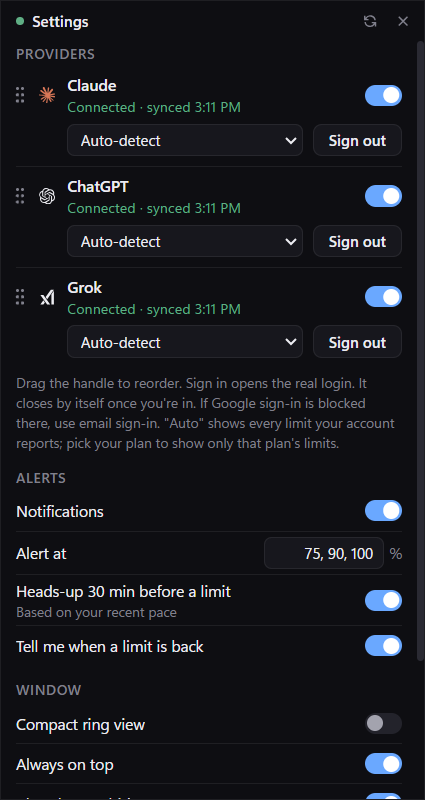 Settings
PROVIDERS
Claude
Connected · synced 3:11 PM
Auto-detect
Sign out
ChatGPT
Connected · synced 3:11 PM
Auto-detect
Sign out
Grok
Connected · synced 3:11 PM
Auto-detect
Sign out
Drag the handle to reorder. Sign in opens the real login. It
closes by itself once you're in. If Google sign-in is blocked
there, use email sign-in. "Auto" shows every limit your account
reports; pick your plan to show only that plan's limits.
ALERTS
Notifications
Alert at
75, 90, 100 %
Heads-up 30 min before a limit
Based on your recent pace
Tell me when a limit is back
WINDOW
Compact ring view
Always on top